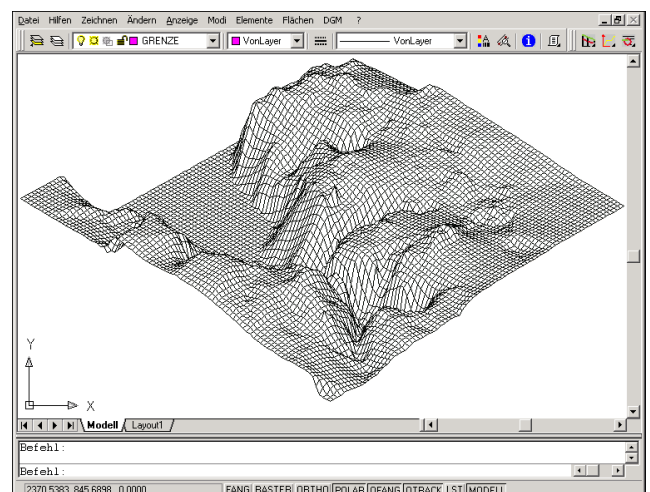 Datei Hilfen Zeichnen Ändern Anzeige Modi Elemente Flächen DGM ?
GRENZE VonLayer VonLayer
Y
X
Modell Layout1
Befehl:
Befehl:
2370.5383, 845.6898, 0.0000 FANG RASTER ORTHO POLAR OFANG OTRACK LST MODELL